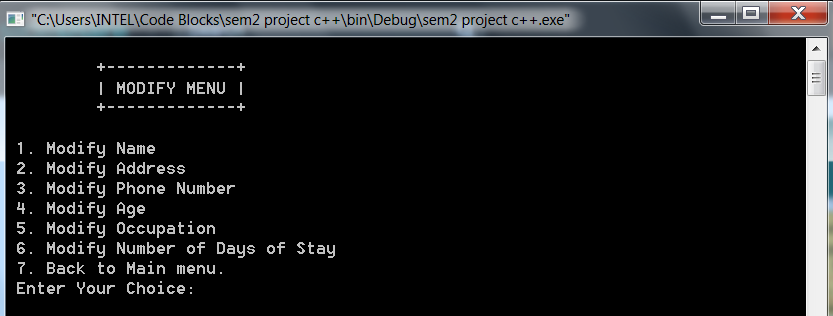 "C:\Users\INTEL\Code Blocks\sem2 project c++\bin\Debug\sem2 project c++.exe"
+-------------+
| MODIFY MENU |
+-------------+
1. Modify Name
2. Modify Address
3. Modify Phone Number
4. Modify Age
5. Modify Occupation
6. Modify Number of Days of Stay
7. Back to Main menu.
Enter Your Choice: